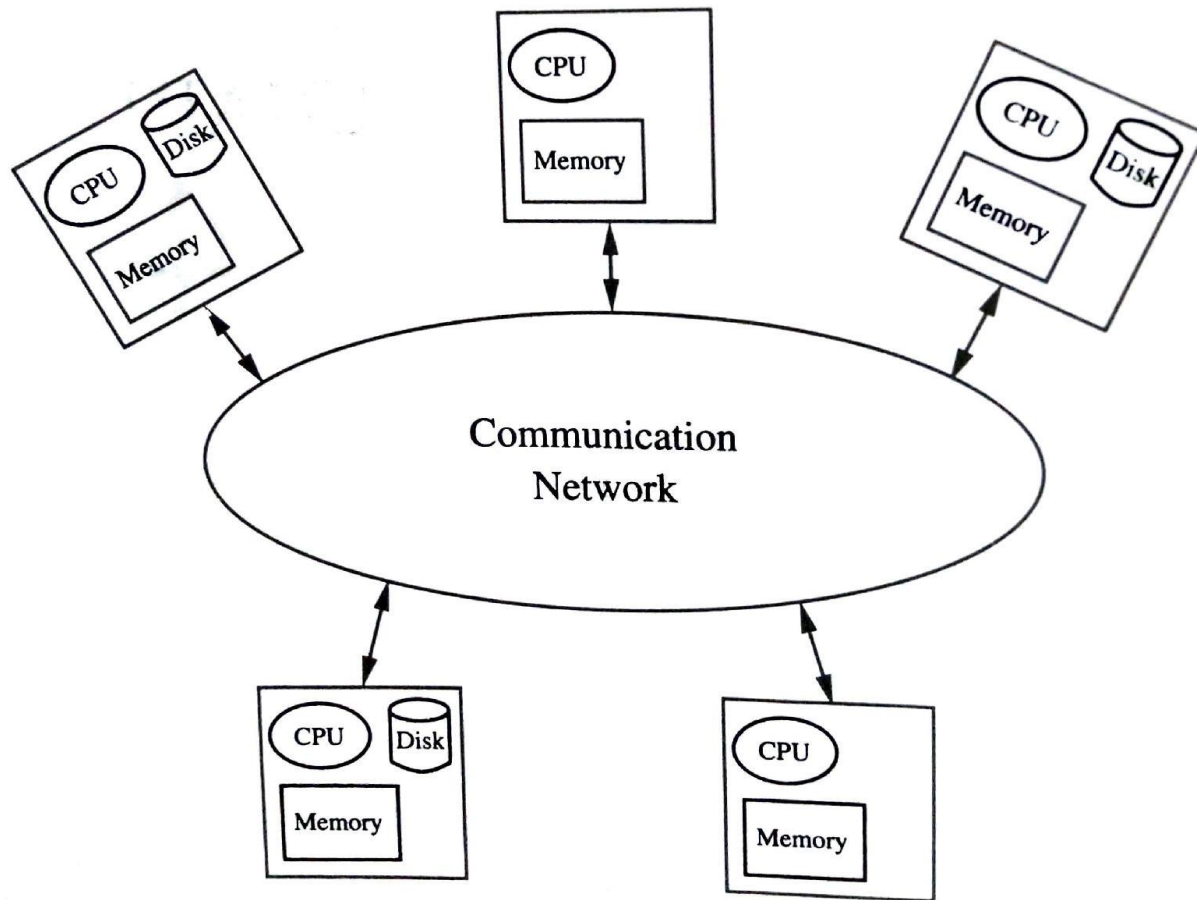 CPU
Memory
CPU
Disk
Memory
CPU
Disk
Memory
Communication
Network
CPU
Disk
Memory
CPU
Memory